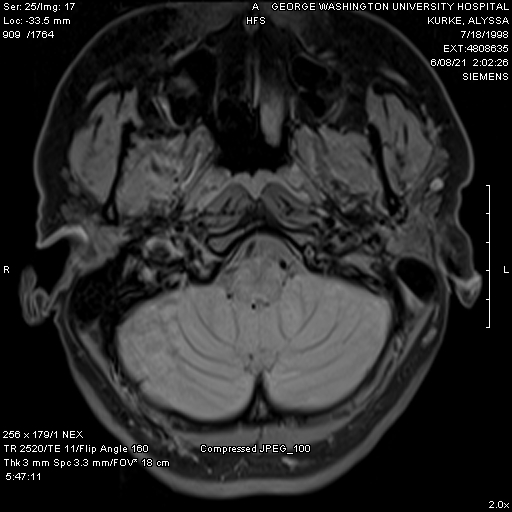 Ser: 25/Img: 17
Loc: -33.5 mm
909 /1764
A
HFS
GEORGE WASHINGTON UNIVERSITY HOSPITAL
KURKE, ALYSSA
7/18/1998
EXT:4808635
6/08/21 2:02:26
SIEMENS
R
L
256 x 179/1 NEX
TR 2520/TE 11/Flip Angle 160
Thk 3 mm Spc 3.3 mm/FOV* 18 cm
5:47:11
Compressed JPEG_100
2.0x